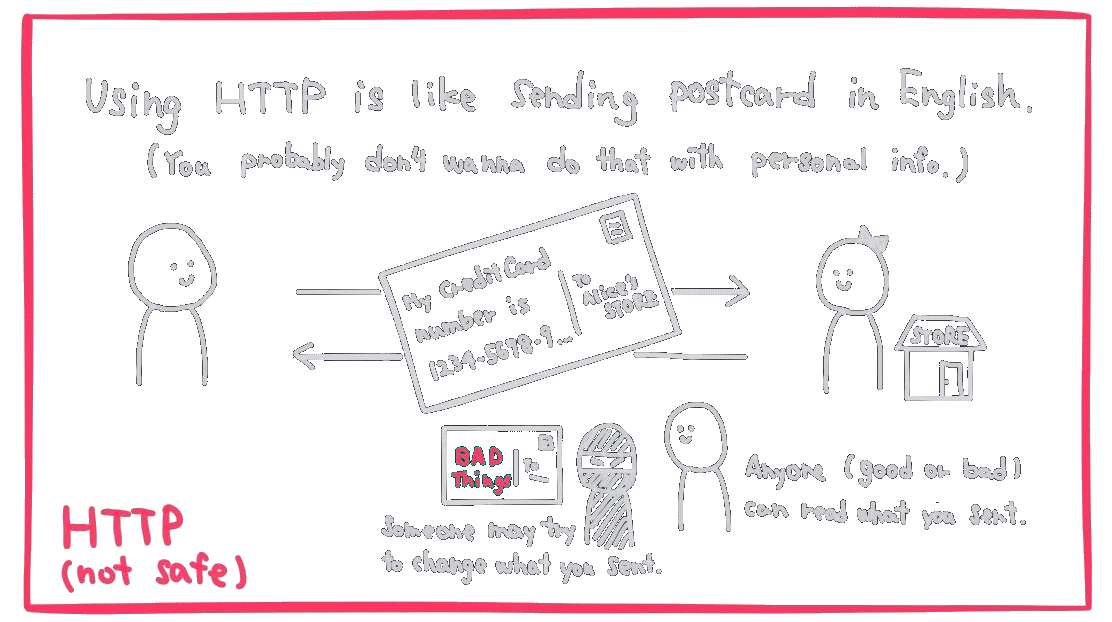 Using HTTP is like sending postcard in English.
(You probably don't wanna do that with personal info.)
My Credit Card
number is
1234-5678-9...
To
Alice's
STORE
STORE
BAD
Things
To
Someone may try
to change what you sent.
Anyone (good or bad)
can read what you sent.
HTTP
(not safe)